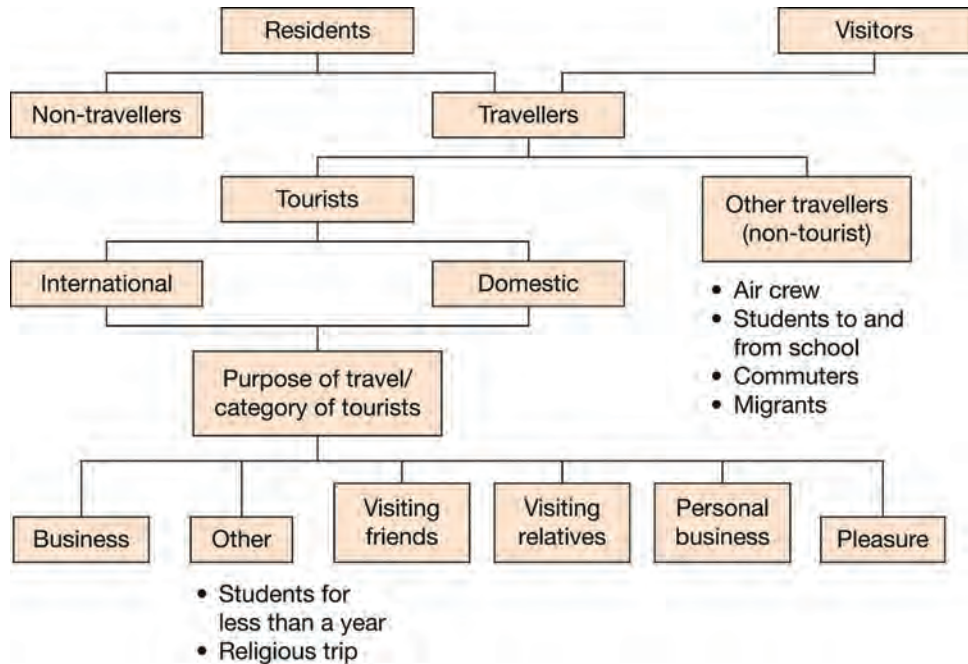 Residents
Visitors
Non-travellers
Travellers
Tourists
Other travellers
(non-tourist)
International
Domestic
• Air crew
• Students to and
from school
• Commuters
• Migrants
Purpose of travel/
category of tourists
Business
Other
Visiting
friends
Visiting
relatives
Personal
business
Pleasure
• Students for
less than a year
• Religious trip